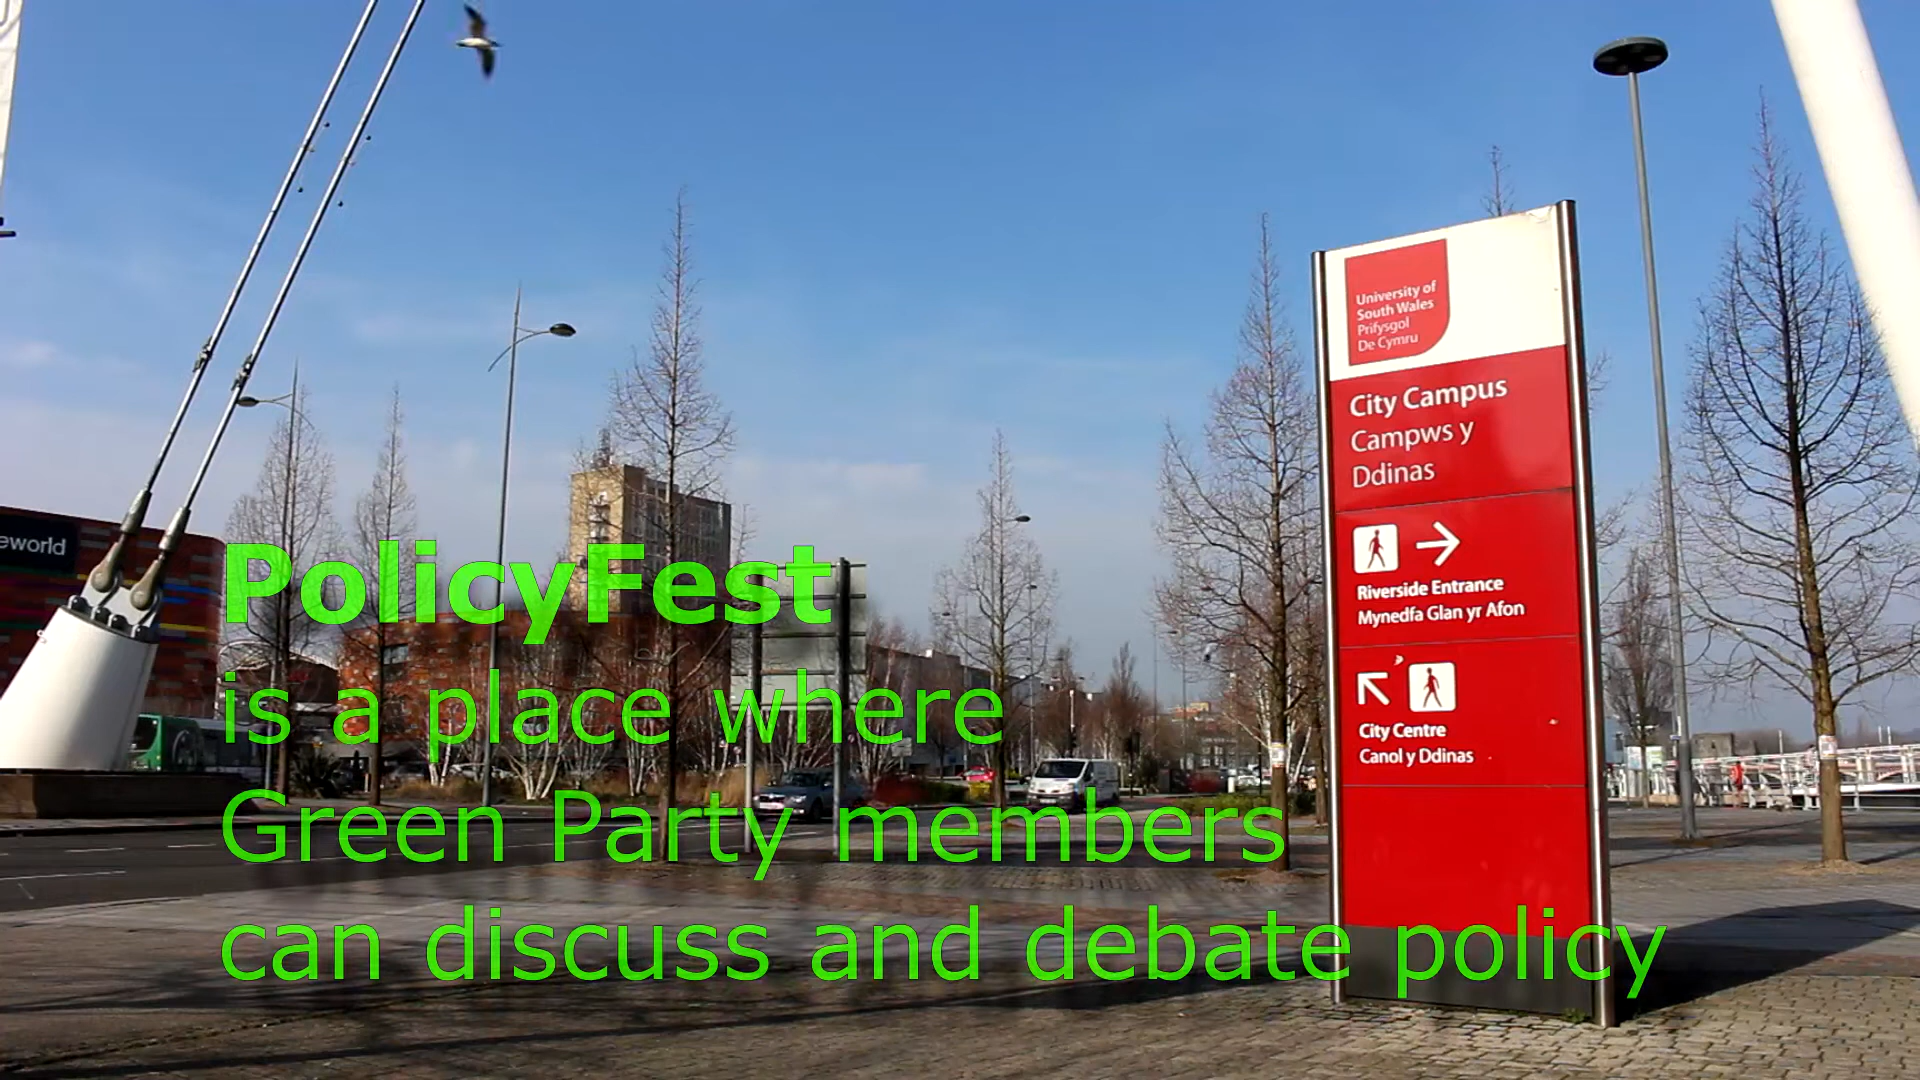 eworld
University of
South Wales
Prifysgol
De Cymru
City Campus
Campws y
Ddinas
Riverside Entrance
Mynedfa Glan yr Afon
City Centre
Canol y Ddinas
PolicyFest
is a place where
Green Party members
can discuss and debate policy